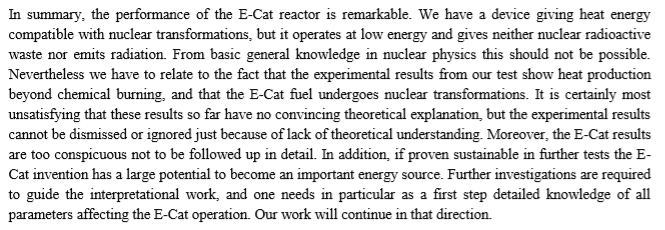 In summary, the performance of the E-Cat reactor is remarkable. We have a device giving heat energy
compatible with nuclear transformations, but it operates at low energy and gives neither nuclear radioactive
waste nor emits radiation. From basic general knowledge in nuclear physics this should not be possible.
Nevertheless we have to relate to the fact that the experimental results from our test show heat production
beyond chemical burning, and that the E-Cat fuel undergoes nuclear transformations. It is certainly most
unsatisfying that these results so far have no convincing theoretical explanation, but the experimental results
cannot be dismissed or ignored just because of lack of theoretical understanding. Moreover, the E-Cat results
are too conspicuous not to be followed up in detail. In addition, if proven sustainable in further tests the E-
Cat invention has a large potential to become an important energy source. Further investigations are required
to guide the interpretational work, and one needs in particular as a first step detailed knowledge of all
parameters affecting the E-Cat operation. Our work will continue in that direction.